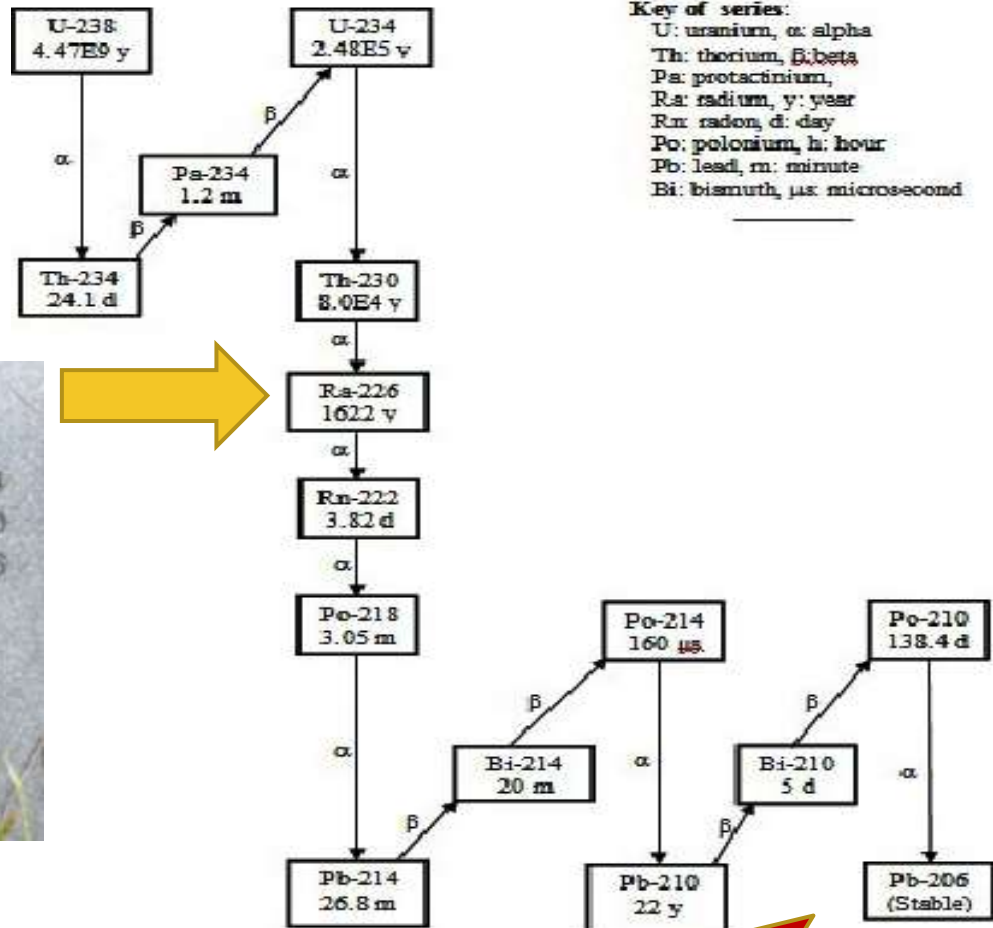 U-238
4.47E9 y
U-234
2.48E5 y
Key of series:
U: uranium, α: alpha
Th: thorium, β:beta
Pa: protactinium,
Ra: radium, y: year
Rn: radon, d: day
Po: polonium, h: hour
Pb: lead, m: minute
Bi: bismuth, μs: microsecond
β
α
Pa-234
1.2 m
α
β
Th-234
24.1 d
Th-230
8.0E4 y
α
Ra-226
1622 y
α
Rn-222
3.82 d
α
Po-218
3.05 m
Po-214
160 μs
Po-210
138.4 d
β
β
α
Bi-214
20 m
α
Bi-210
5 d
α
β
β
Pb-214
26.8 m
Pb-210
22 y
Pb-206
(Stable)